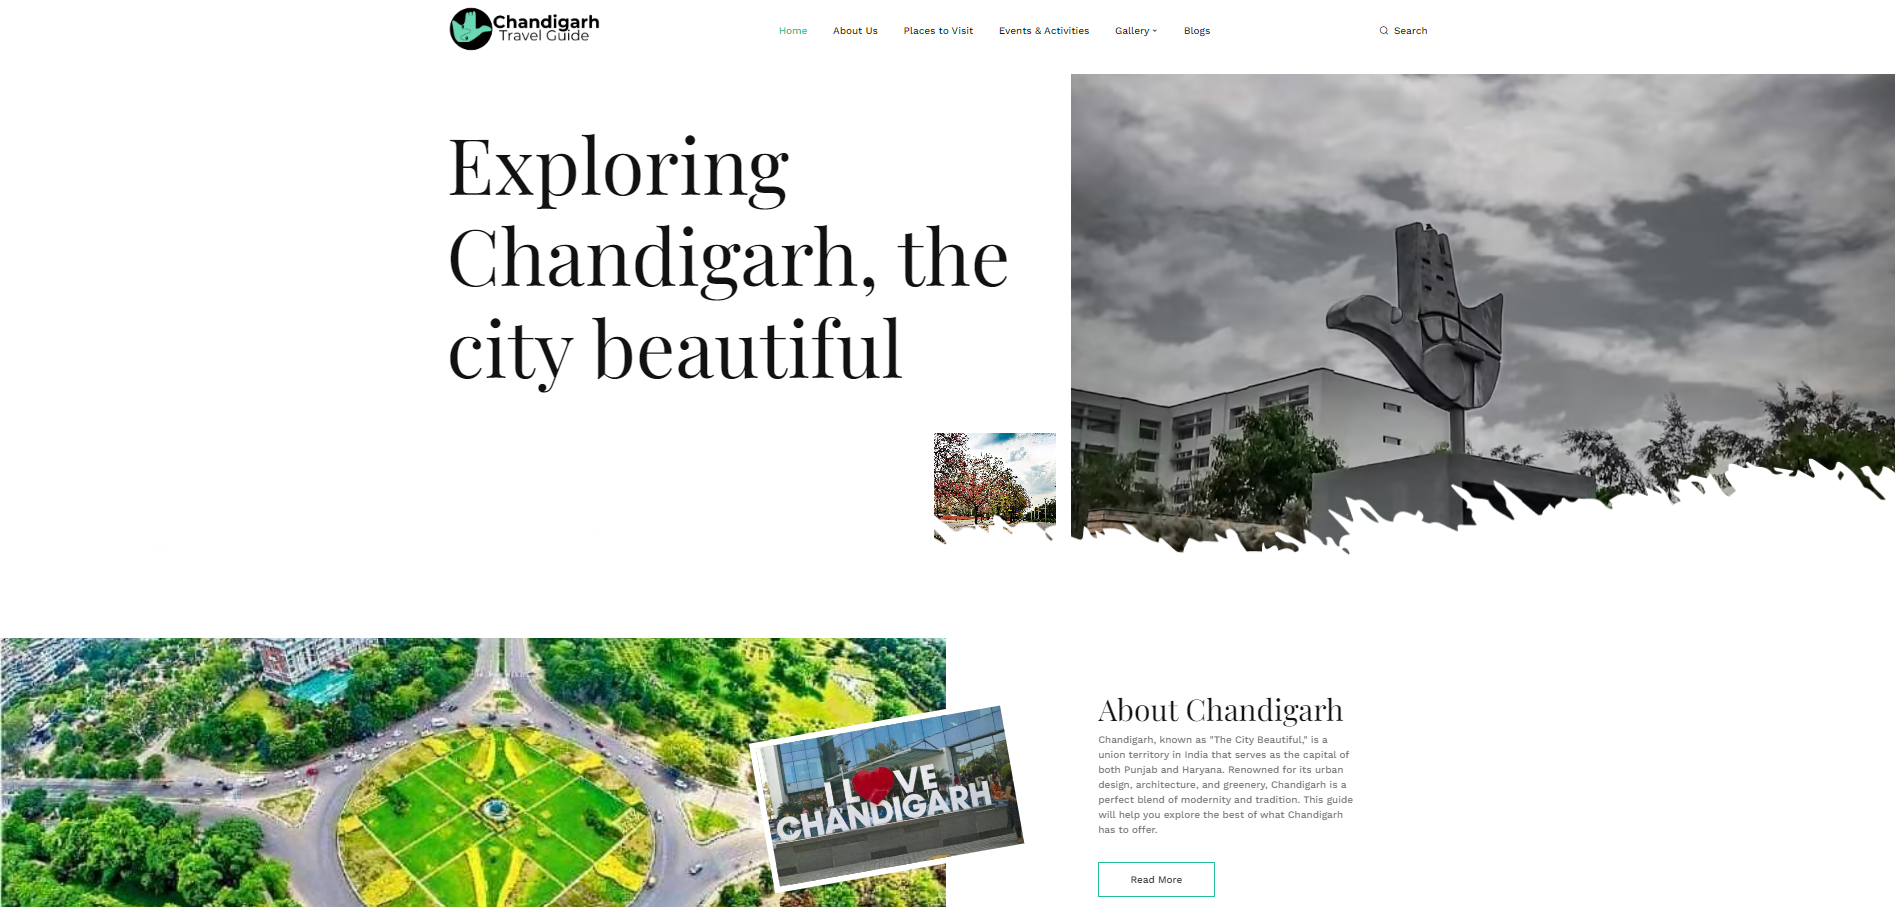 Chandigarh
Travel Guide
Home
About Us
Places to Visit
Events & Activities
Gallery
Blogs
Search
Exploring
Chandigarh, the
city beautiful
I LOVE
CHANDIGARH
About Chandigarh
Chandigarh, known as "The City Beautiful," is a
union territory in India that serves as the capital of
both Punjab and Haryana. Renowned for its urban
design, architecture, and greenery, Chandigarh is a
perfect blend of modernity and tradition. This guide
will help you explore the best of what Chandigarh
has to offer.
Read More